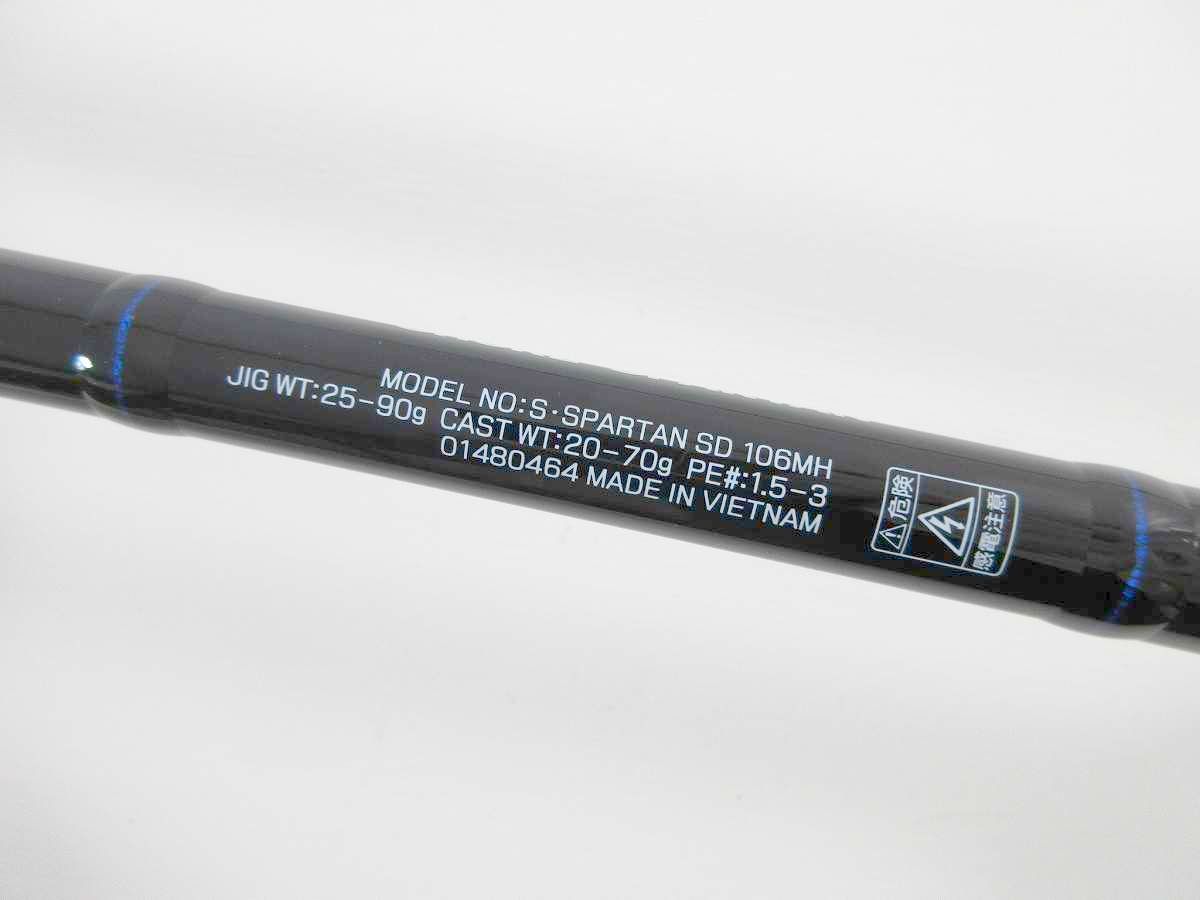 MODEL NO:S・SPARTAN SD 106MH
JIG WT:25-90g CAST WT:20-70g PE#:1.5-3
01480464 MADE IN VIETNAM
危険
感電注意